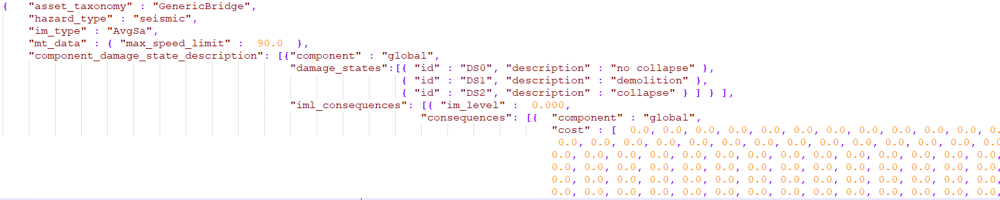 { "asset_taxonomy" : "GenericBridge",
"hazard_type" : "seismic",
"im_type" : "AvgSa",
"mt_data" : { "max_speed_limit" : 90.0 },
"component_damage_state_description": [{"component" : "global",
"damage_states":[{ "id" : "DS0", "description" : "no collapse" },
{ "id" : "DS1", "description" : "demolition" },
{ "id" : "DS2", "description" : "collapse" } ] } ],
"iml_consequences": [{ "im_level" : 0.000,
"consequences": [{ "component" : "global",
"cost" : [ 0.0, 0.0, 0.0, 0.0, 0.0, 0.0, 0.0, 0.0, 0.0, 0.0, 0.0, 0.
0.0, 0.0, 0.0, 0.0, 0.0, 0.0, 0.0, 0.0, 0.0, 0.0, 0.0, 0.0, 0.0, 0.0
0.0, 0.0, 0.0, 0.0, 0.0, 0.0, 0.0, 0.0, 0.0, 0.0, 0.0, 0.0, 0.0, 0.0,
0.0, 0.0, 0.0, 0.0, 0.0, 0.0, 0.0, 0.0, 0.0, 0.0, 0.0, 0.0, 0.0, 0.0,
0.0, 0.0, 0.0, 0.0, 0.0, 0.0, 0.0, 0.0, 0.0, 0.0, 0.0, 0.0, 0.0, 0.0,
0.0, 0.0, 0.0, 0.0, 0.0, 0.0, 0.0, 0.0, 0.0, 0.0, 0.0, 0.0, 0.0, 0.0,